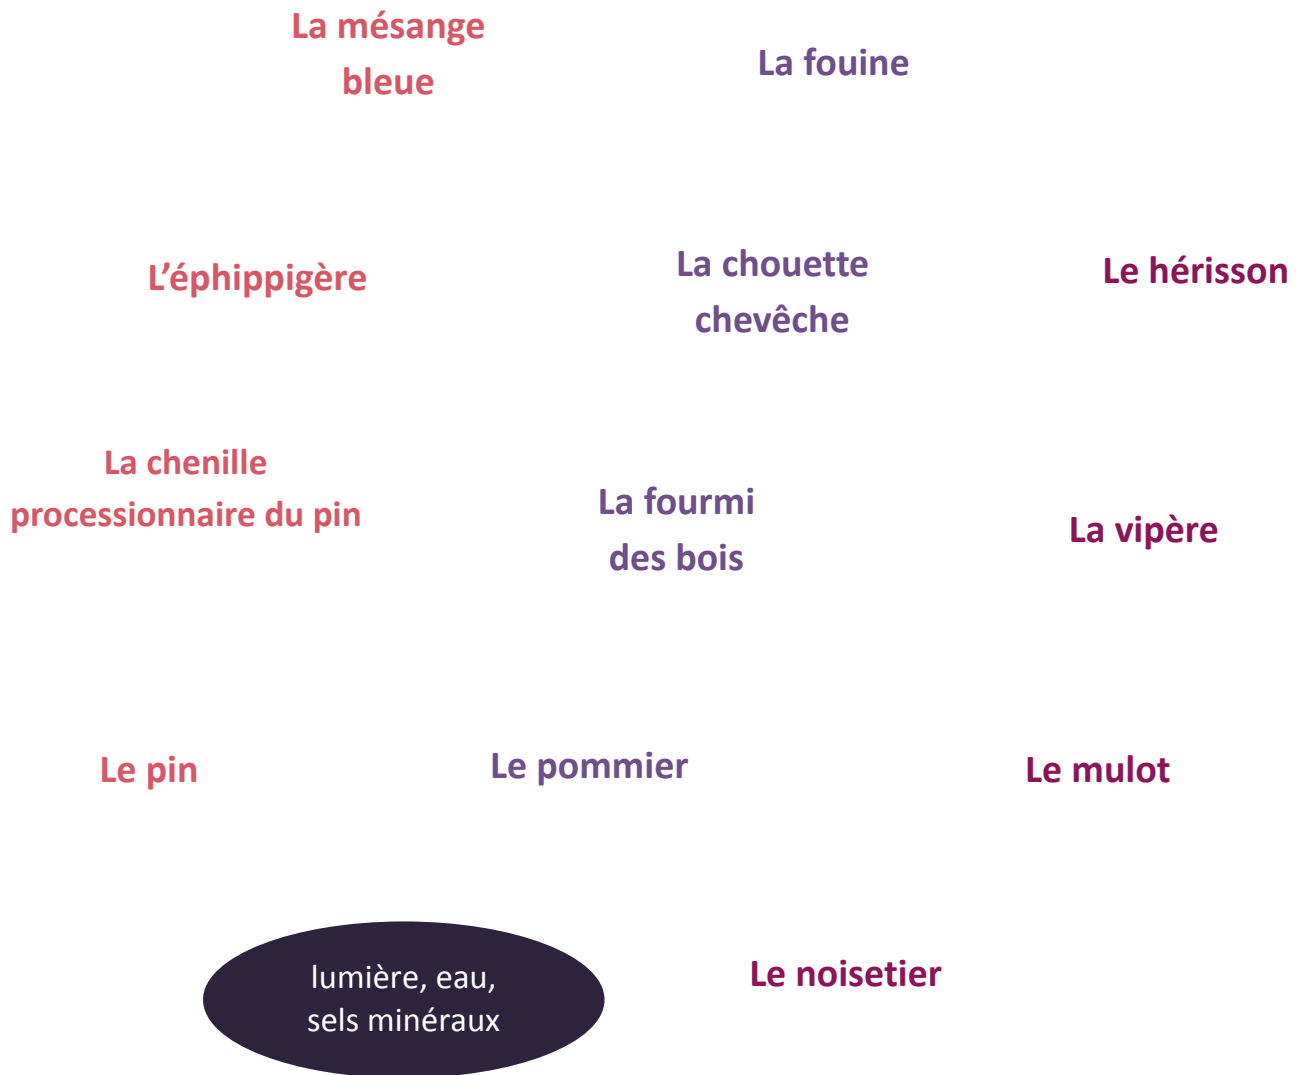 La mésange
bleue
La fouine
L’éphippigère
La chouette
chevêche
Le hérisson
La chenille
processionnaire du pin
La fourmi
des bois
La vipère
Le pin
Le pommier
Le mulot
lumière, eau,
sels minéraux
Le noisetier